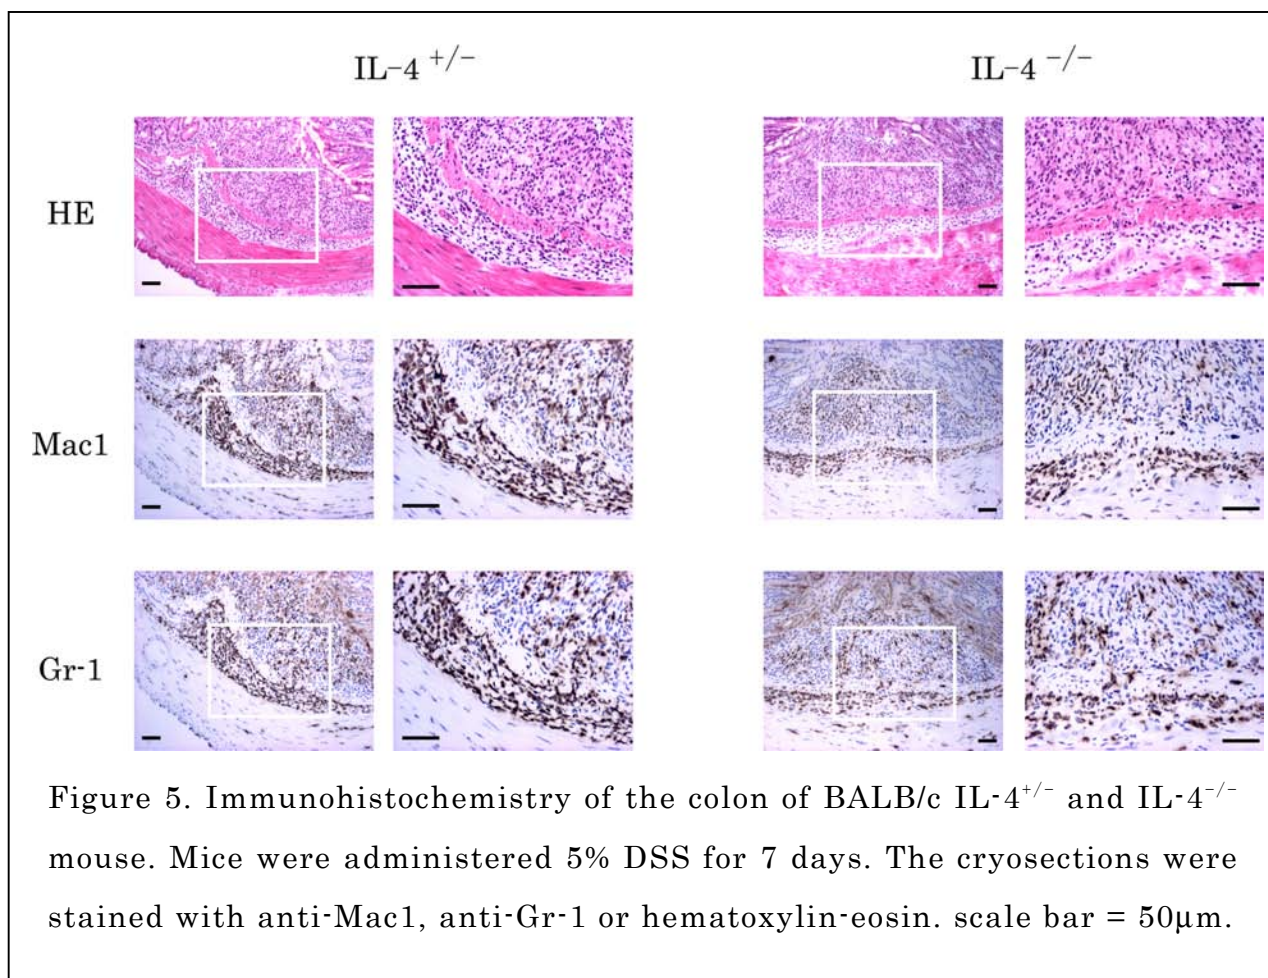 IL-4 +/- IL-4 -/-
HE
Mac1
Gr-1
Figure 5. Immunohistochemistry of the colon of BALB/c IL-4+/- and IL-4-/-
mouse. Mice were administered 5% DSS for 7 days. The cryosections were
stained with anti-Mac1, anti-Gr-1 or hematoxylin-eosin. scale bar = 50μm.